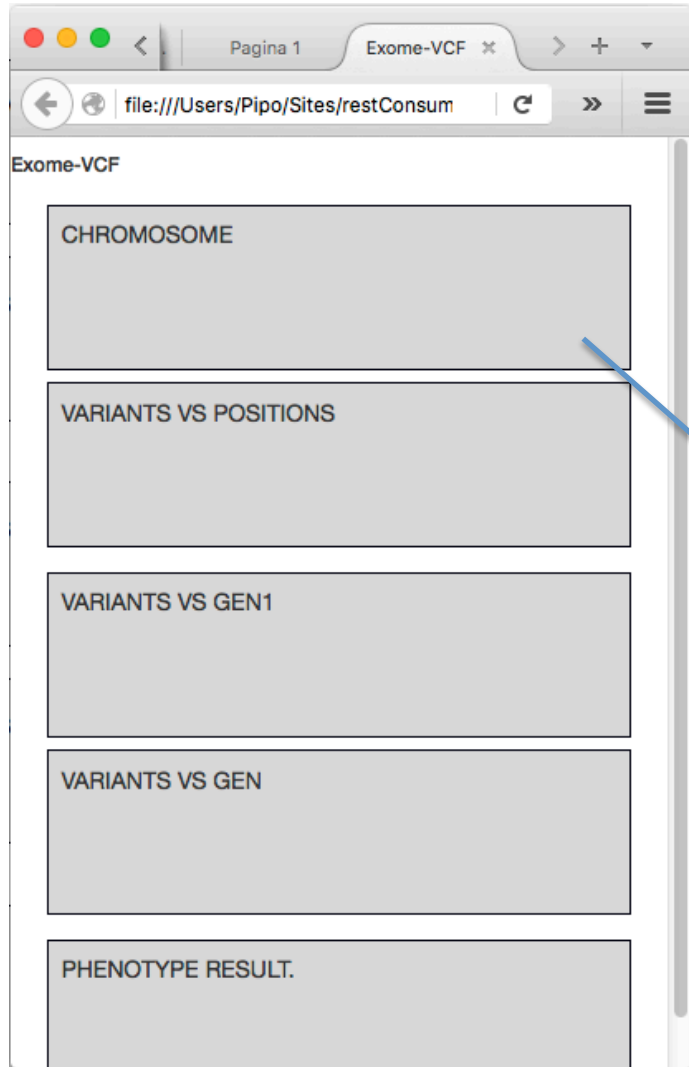 Pagina 1
Exome-VCF
file:///Users/Pipo/Sites/restConsum
Exome-VCF
CHROMOSOME
VARIANTS VS POSITIONS
VARIANTS VS GEN1
VARIANTS VS GEN
PHENOTYPE RESULT.